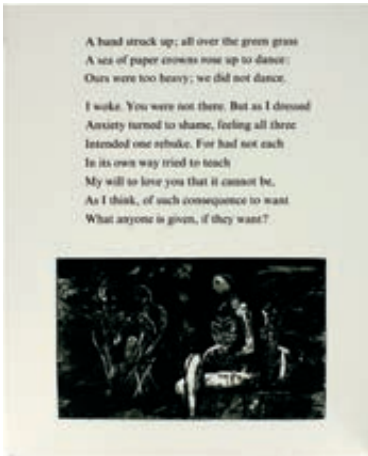 A band struck up; all over the green grass
A sea of paper crowns rose up to dance:
Ours were too heavy; we did not dance.
I woke. You were not there. But as I dressed
Anxiety turned to shame, feeling all three
Intended one rebuke. For had not each
In its own way tried to teach
My will to love you that it cannot be,
As I think, of such consequence to want
What anyone is given, if they want?